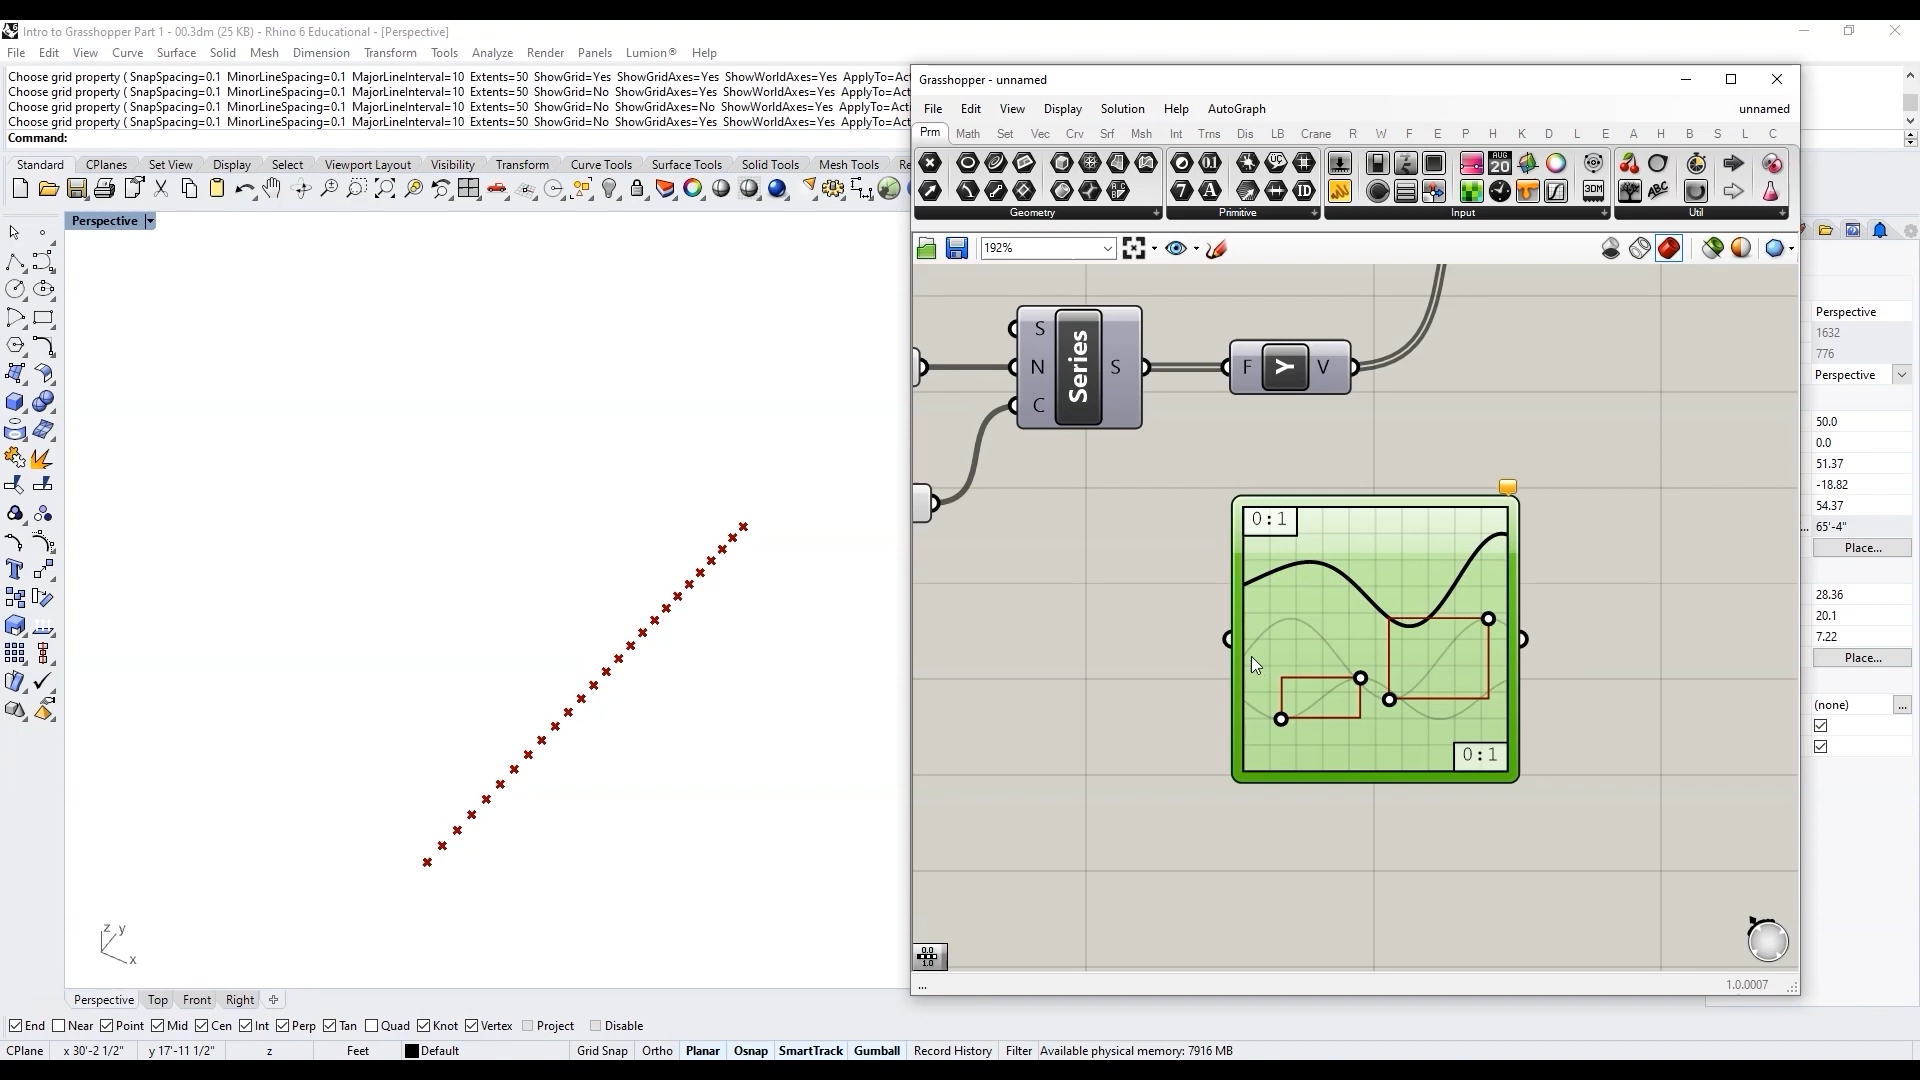 Intro to Grasshopper Part 1 - 00.3dm (25 KB) - Rhino 6 Educational - [Perspective]
File Edit View Curve Surface Solid Mesh Dimension Transform Tools Analyze Render Panels Lumion® Help
Choose grid property ( SnapSpacing=0.1 MinorLineSpacing=0.1 MajorLineInterval=10 Extents=50 ShowGrid=Yes ShowGridAxes=Yes ShowWorldAxes=Yes ApplyTo=Act
Choose grid property ( SnapSpacing=0.1 MinorLineSpacing=0.1 MajorLineInterval=10 Extents=50 ShowGrid=No ShowGridAxes=Yes ShowWorldAxes=Yes ApplyTo=Acti
Choose grid property ( SnapSpacing=0.1 MinorLineSpacing=0.1 MajorLineInterval=10 Extents=50 ShowGrid=No ShowGridAxes=No ShowWorldAxes=Yes ApplyTo=Activ
Choose grid property ( SnapSpacing=0.1 MinorLineSpacing=0.1 MajorLineInterval=10 Extents=50 ShowGrid=No ShowGridAxes=Yes ShowWorldAxes=Yes ApplyTo=Acti
Command:
Standard CPlanes Set View Display Select Viewport Layout Visibility Transform Curve Tools Surface Tools Solid Tools Mesh Tools Re
Perspective
z y
x
Grasshopper - unnamed
File Edit View Display Solution Help AutoGraph unnamed
Prm Math Set Vec Crv Srf Msh Int Trns Dis LB Crane R W F E P H K D L E A H B S L C
Geometry Primitive Input Util
192%
S
N Series S
C
F Y V
0:1
0:1
0.0
1.0
... 1.0.0007
Perspective
1632
776
Perspective
50.0
0.0
51.37
-18.82
54.37
... 65'-4"
Place...
28.36
20.1
7.22
Place...
(none) ...
Perspective Top Front Right
End Near Point Mid Cen Int Perp Tan Quad Knot Vertex Project Disable
CPlane x 30'-2 1/2" y 17'-11 1/2" z Feet Default Grid Snap Ortho Planar Osnap SmartTrack Gumball Record History Filter Available physical memory: 7916 MB